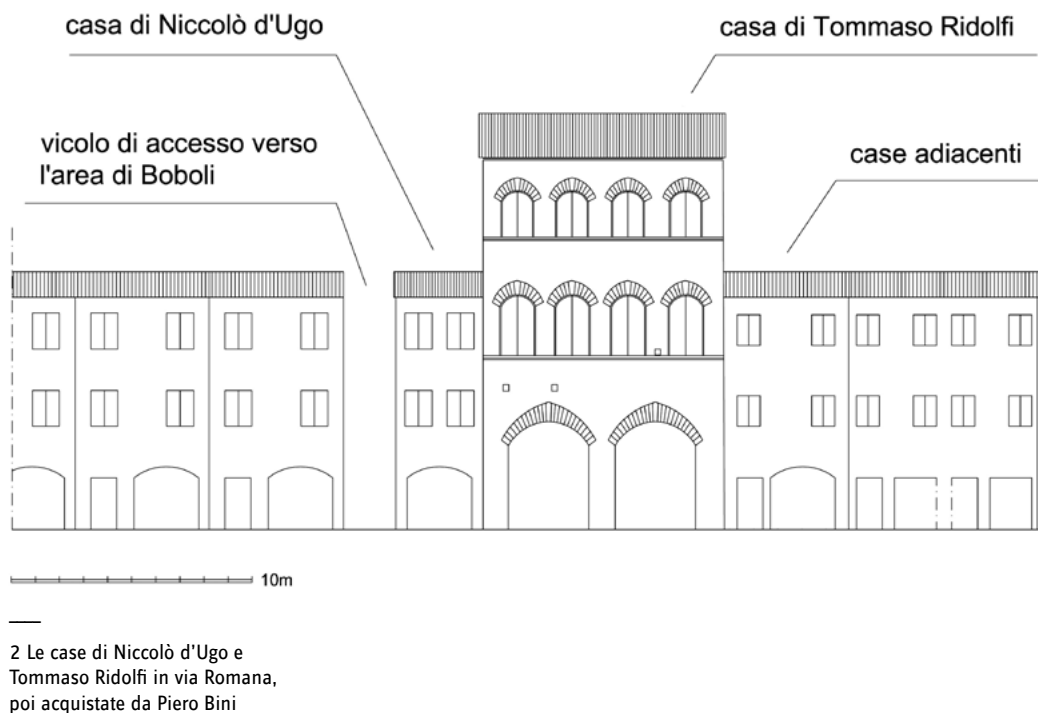 casa di Niccolò d'Ugo
casa di Tommaso Ridolfi
vicolo di accesso verso
l'area di Boboli
case adiacenti
10m
2 Le case di Niccolò d'Ugo e
Tommaso Ridolfi in via Romana,
poi acquistate da Piero Bini